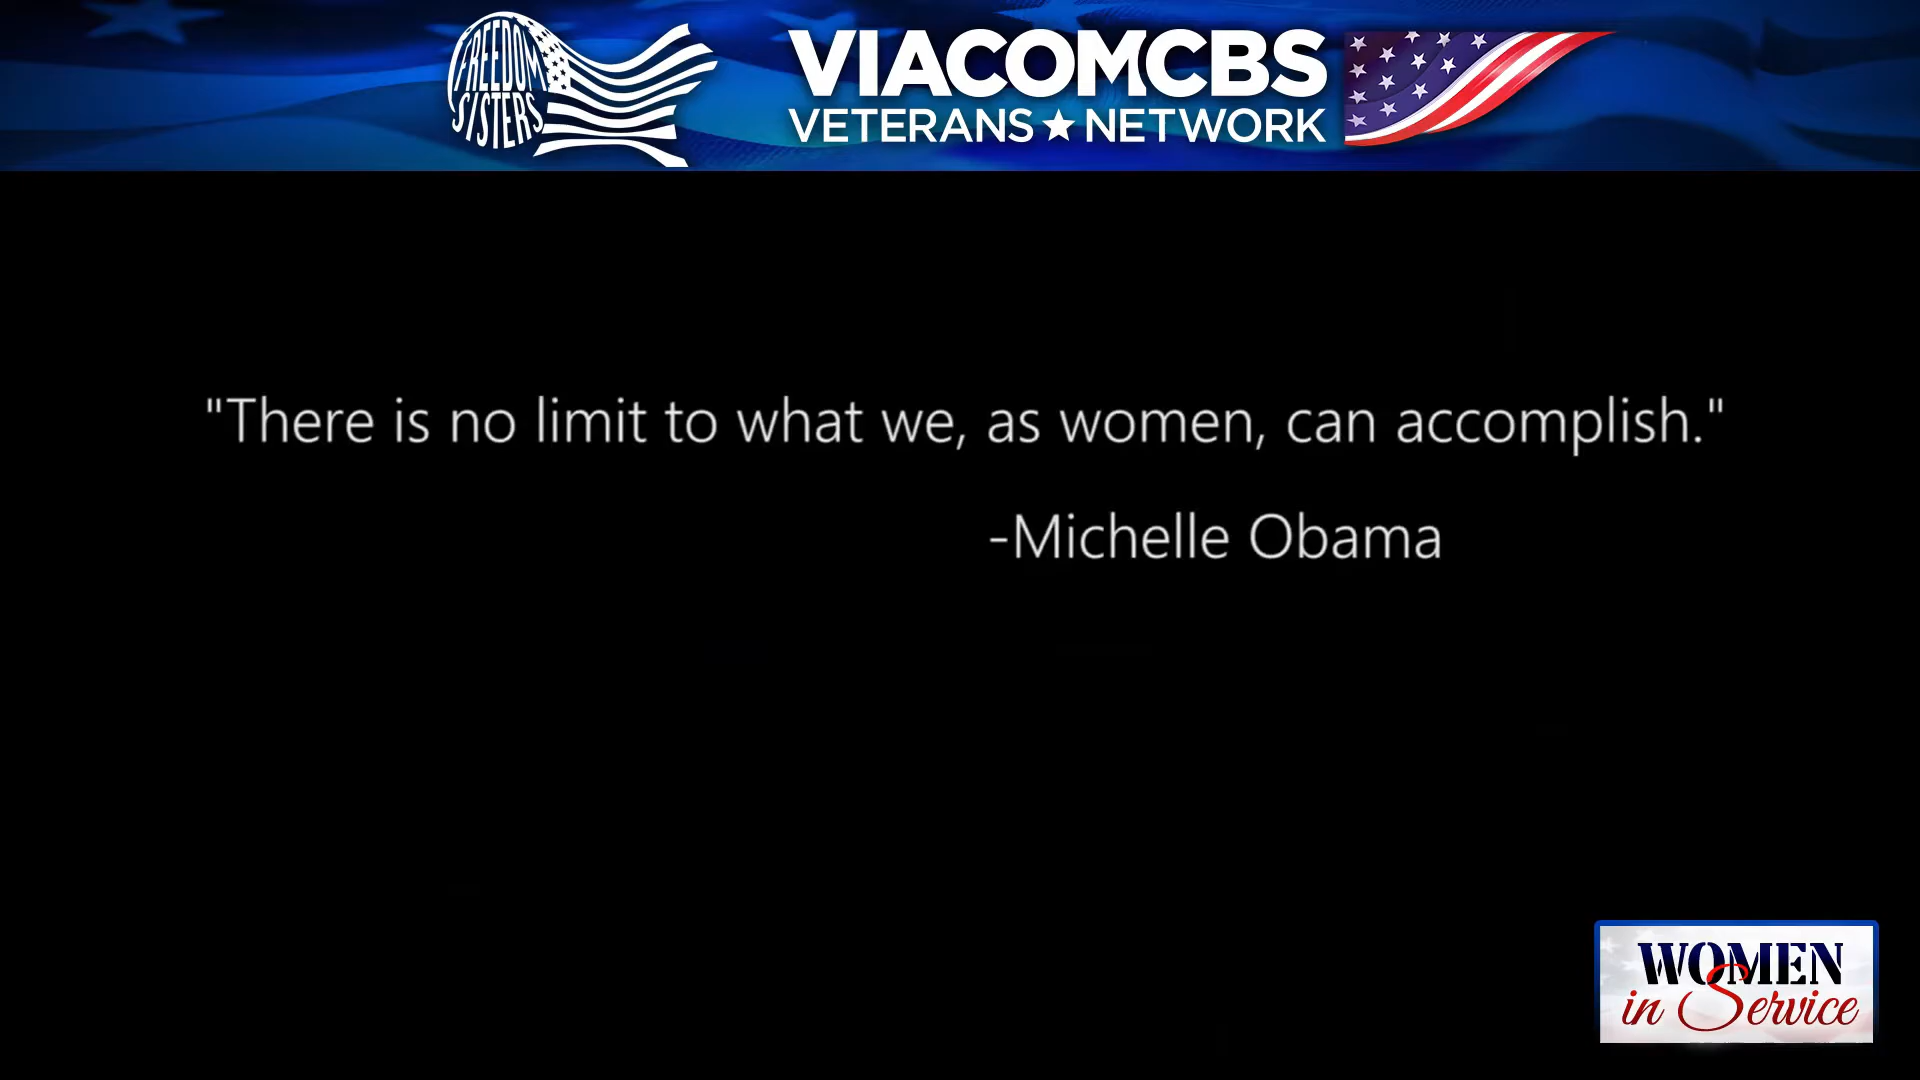 FREEDOM
SISTERS
VIACOMCBS
VETERANS★NETWORK
"There is no limit to what we, as women, can accomplish."
-Michelle Obama
WOMEN
in Service